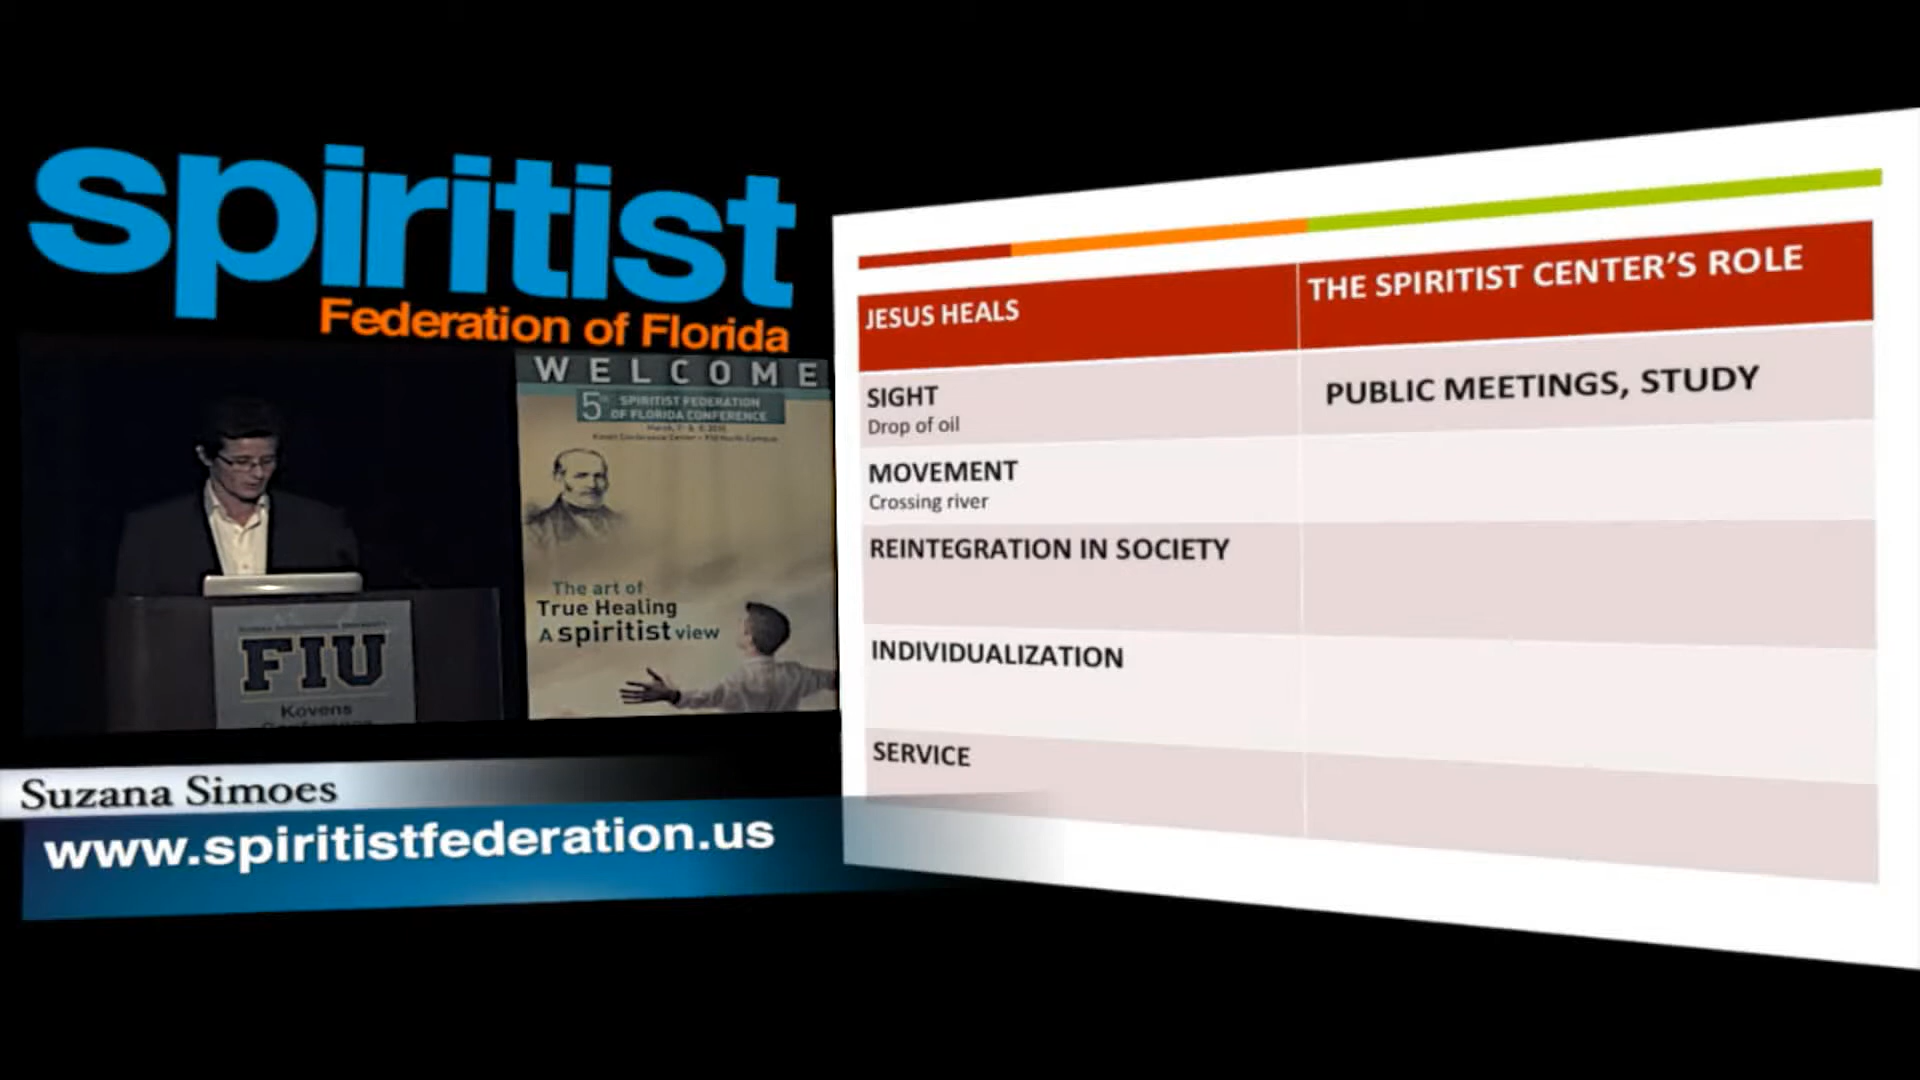 spiritist
Federation of Florida
WELCOME
5TH SPIRITIST FEDERATION
OF FLORIDA CONFERENCE
The art of
True Healing
A spiritist view
FIU
Kovens
Suzana Simoes
www.spiritistfederation.us
JESUS HEALS
THE SPIRITIST CENTER'S ROLE
SIGHT
Drop of oil
PUBLIC MEETINGS, STUDY
MOVEMENT
Crossing river
REINTEGRATION IN SOCIETY
INDIVIDUALIZATION
SERVICE